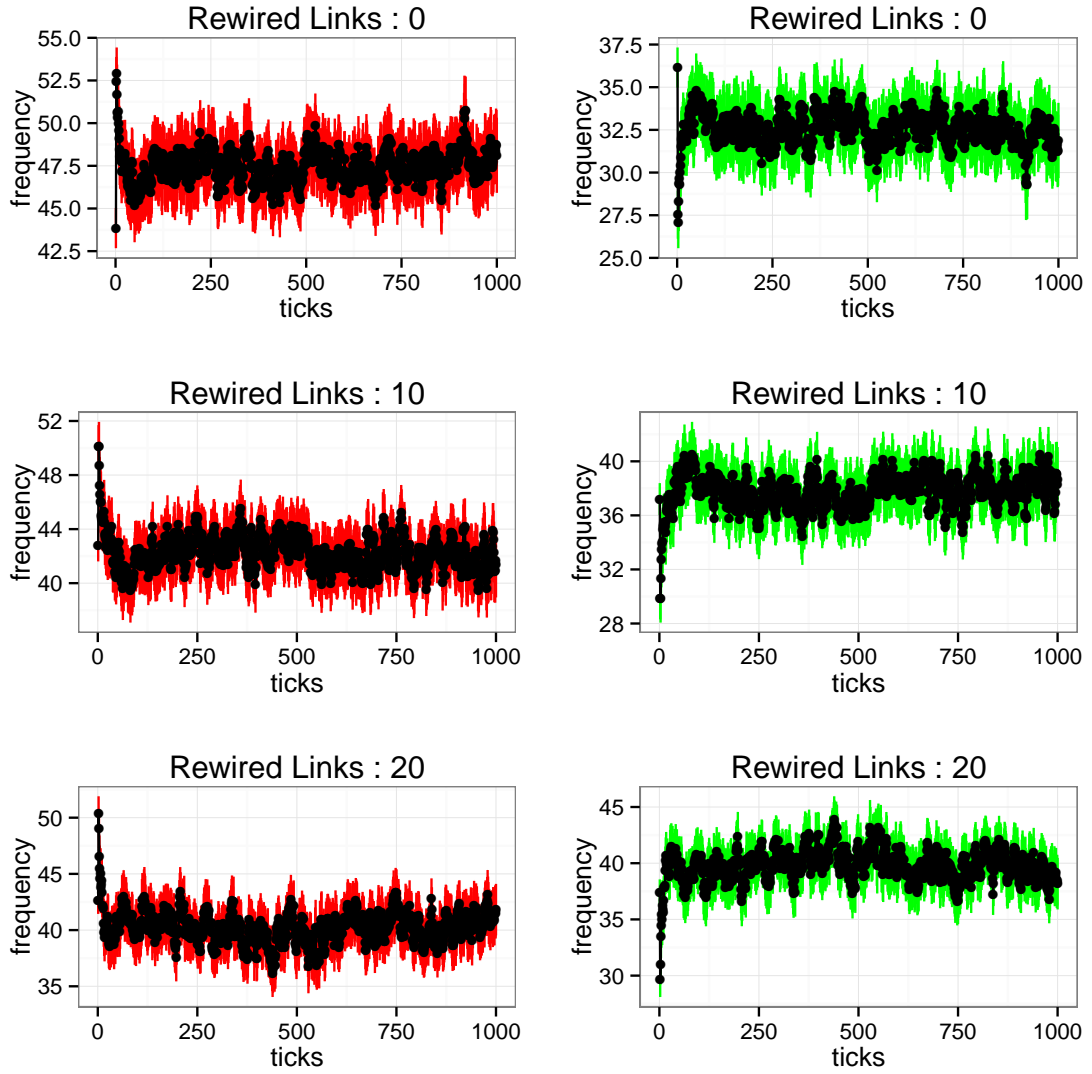 Rewired Links : 0
55.0
52.5
50.0
47.5
45.0
42.5
frequency
0 250 500 750 1000
ticks
Rewired Links : 0
37.5
35.0
32.5
30.0
27.5
25.0
frequency
0 250 500 750 1000
ticks
Rewired Links : 10
52
48
44
40
frequency
0 250 500 750 1000
ticks
Rewired Links : 10
40
36
32
28
frequency
0 250 500 750 1000
ticks
Rewired Links : 20
50
45
40
35
frequency
0 250 500 750 1000
ticks
Rewired Links : 20
45
40
35
30
frequency
0 250 500 750 1000
ticks